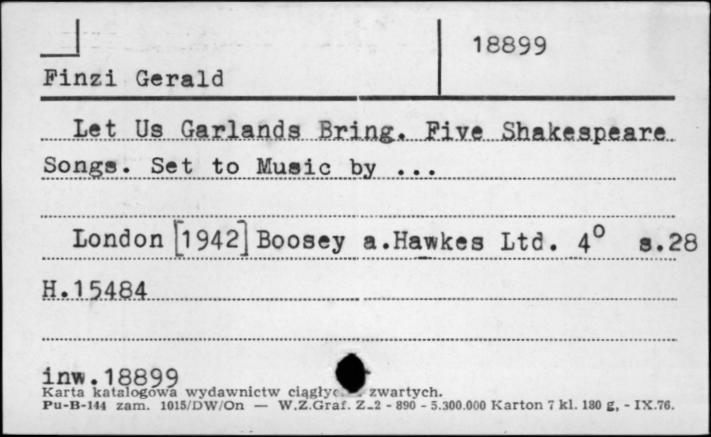 18899
Finzi Gerald
Let Us Garlands Bring. Five Shakespeare
Songs. Set to Music by ...
London [1942] Boosey a.Hawkes Ltd. 4° s.28
H.15484
inw.18899
Karta katalogowa wydawnictw zwartych.
Pu-B-144 zam. 1015/DW/On — W.Z.Graf. Z-2 - 890 - 5.300.000 Karton 7 kl. 180 g, - IX.76.